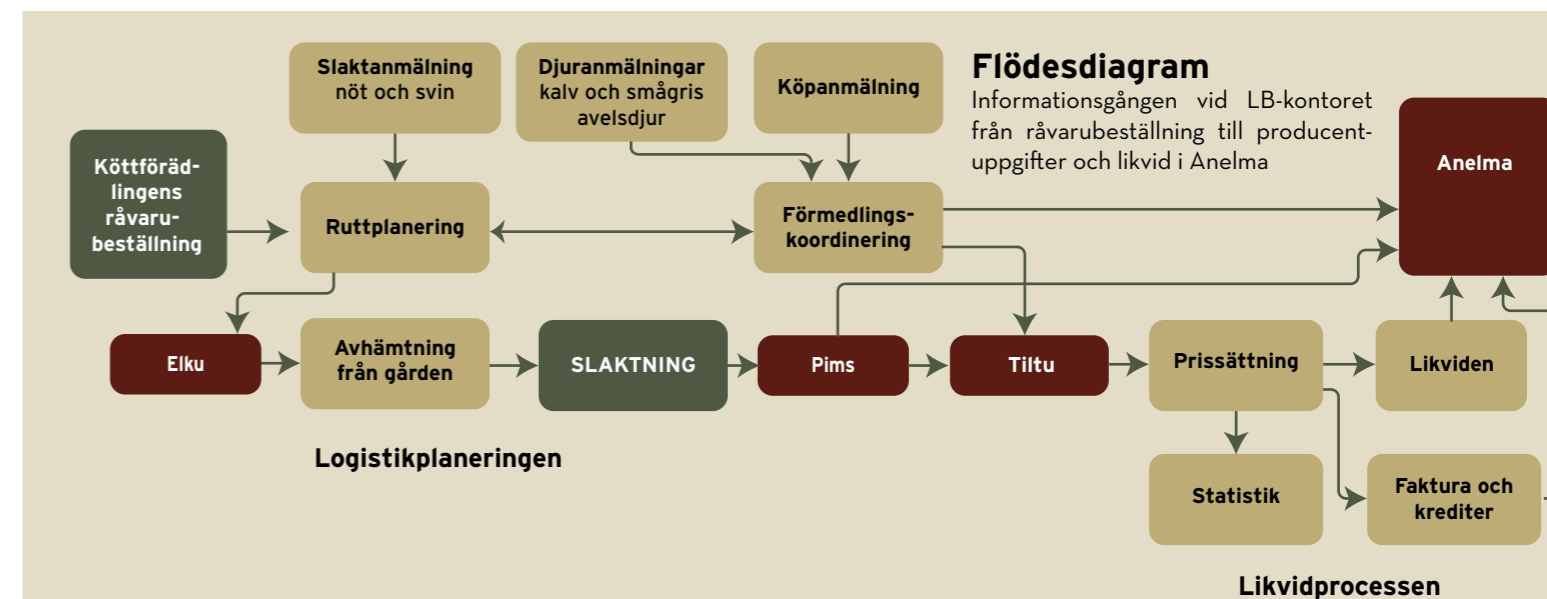 Slaktanmälning
nöt och svin
Djuranmälningar
kalv och smågris
avelsdjur
Köpanmälning
Flödesdiagram
Informationsgången vid LB-kontoret
från råvarubeställning till producent-
uppgifter och likvid i Anelma
Anelma
Köttföräd-
lingens
råvaru-
beställning
Ruttplanering
Förmedlings-
koordinering
Elku
Avhämtning
från gården
SLAKTNING
Pims
Tiltu
Prissättning
Likviden
Logistikplaneringen
Statistik
Faktura och
krediter
Likvidprocessen